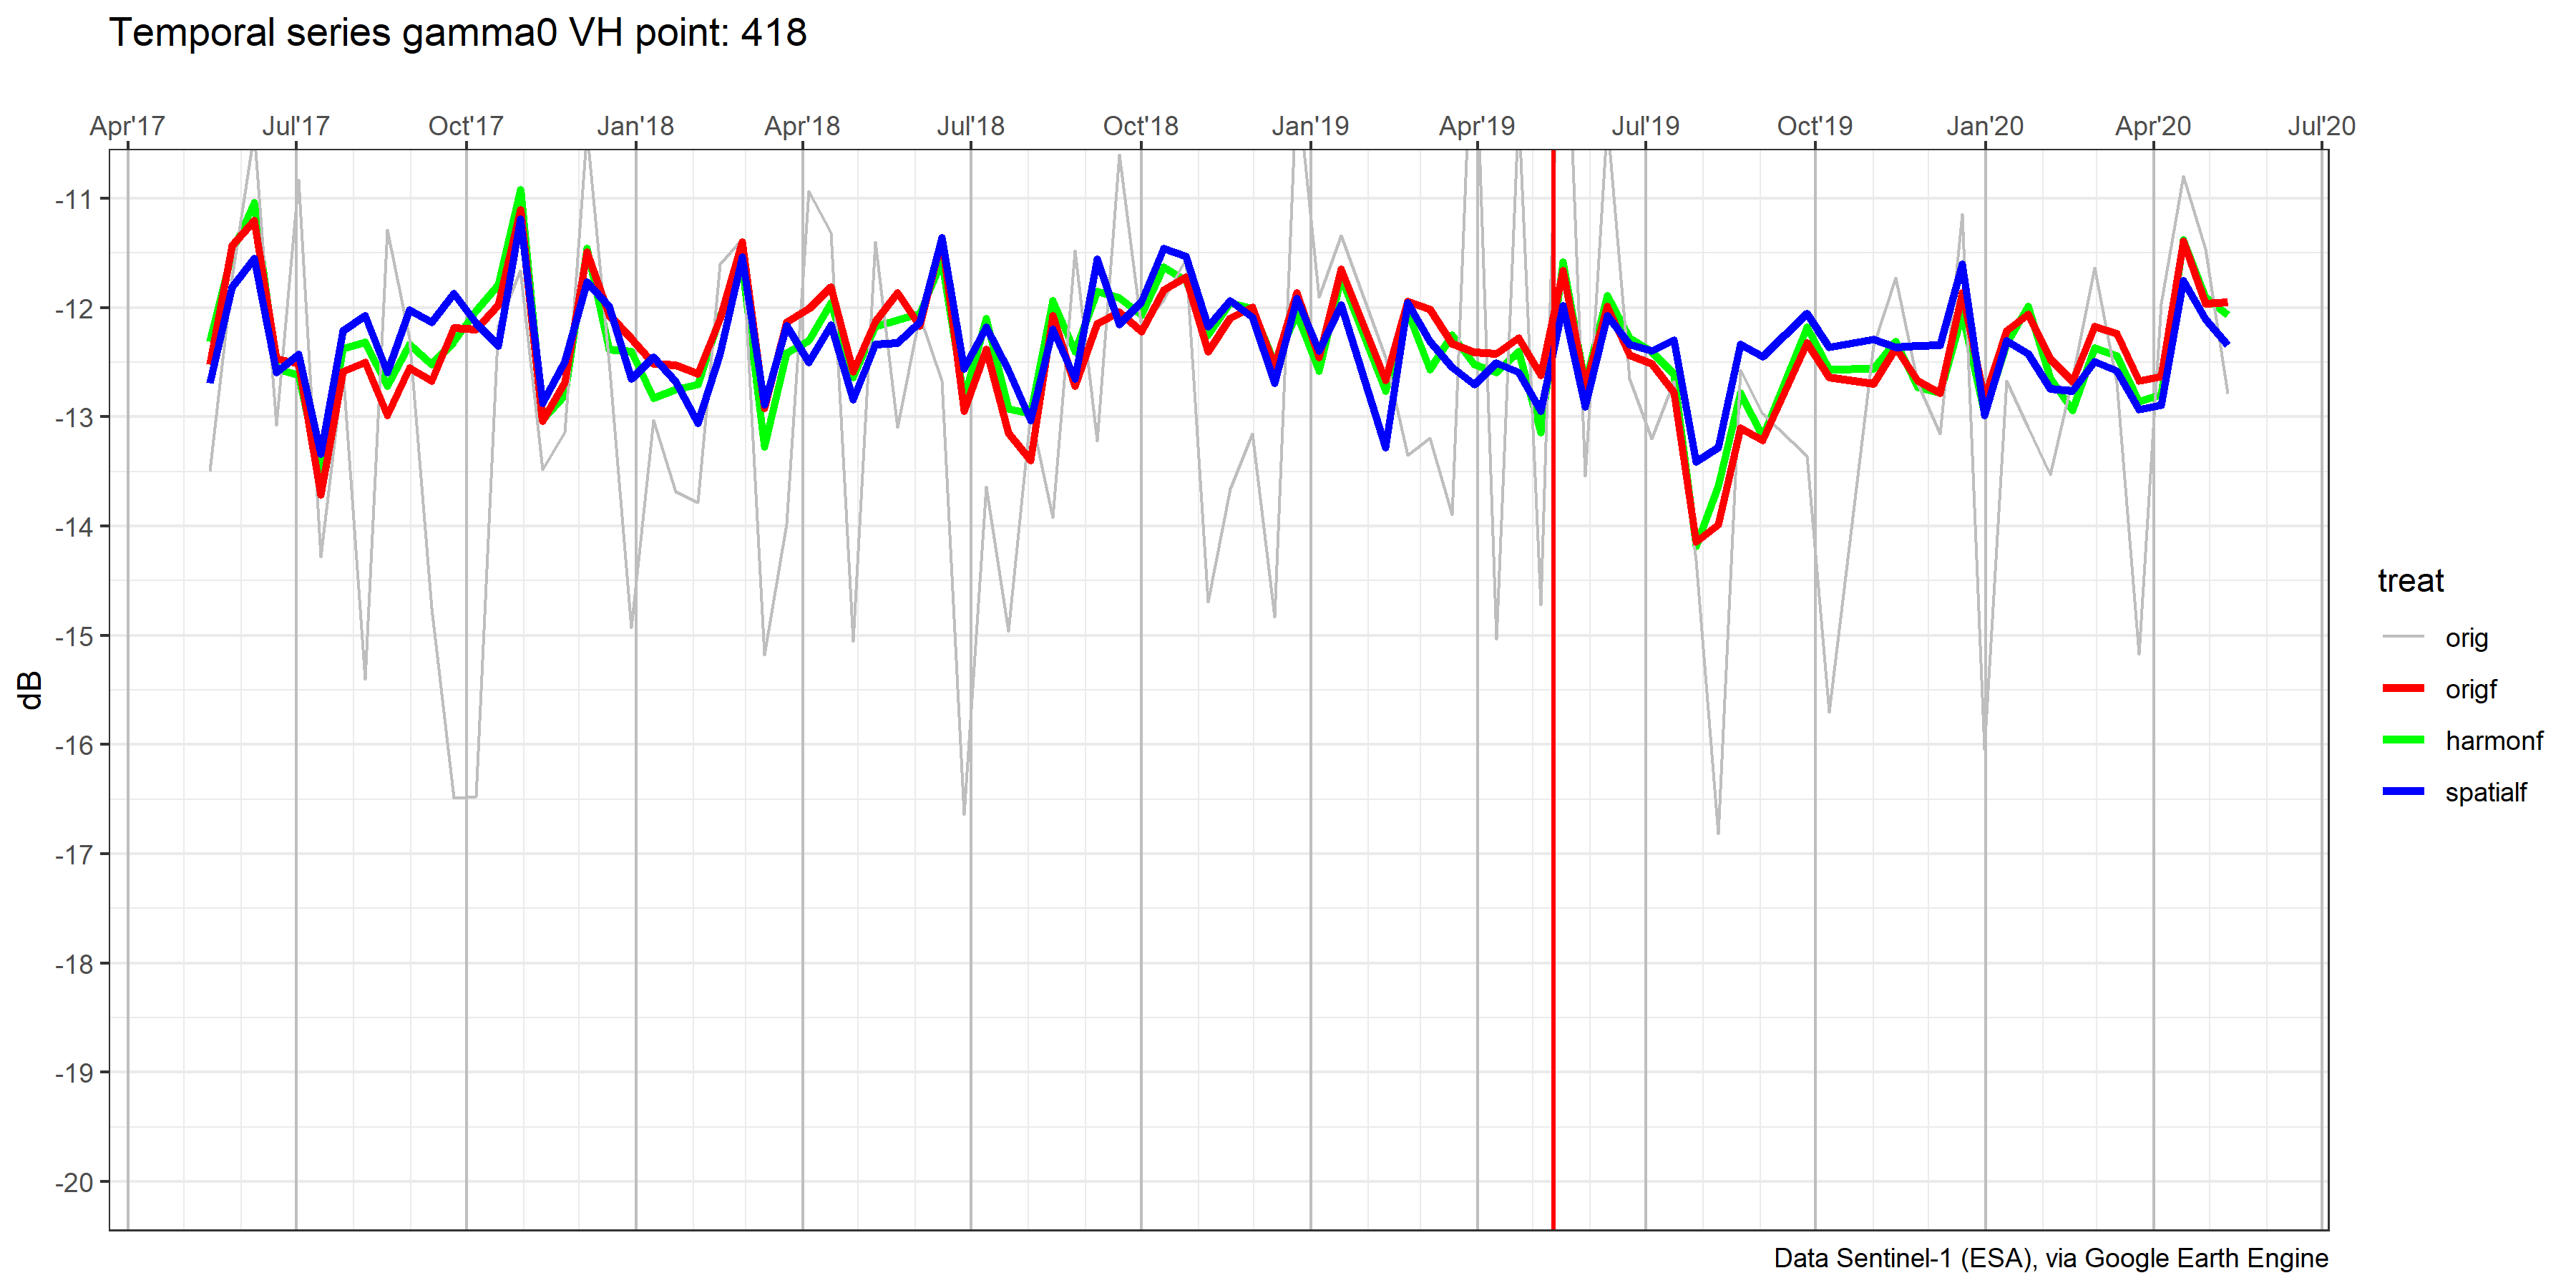 Temporal series gamma0 VH point: 418
Apr'17 Jul'17 Oct'17 Jan'18 Apr'18 Jul'18 Oct'18 Jan'19 Apr'19 Jul'19 Oct'19 Jan'20 Apr'20 Jul'20
-11
-12
-13
-14
-15
-16
-17
-18
-19
-20
dB
treat
orig
origf
harmonf
spatialf
Data Sentinel-1 (ESA), via Google Earth Engine